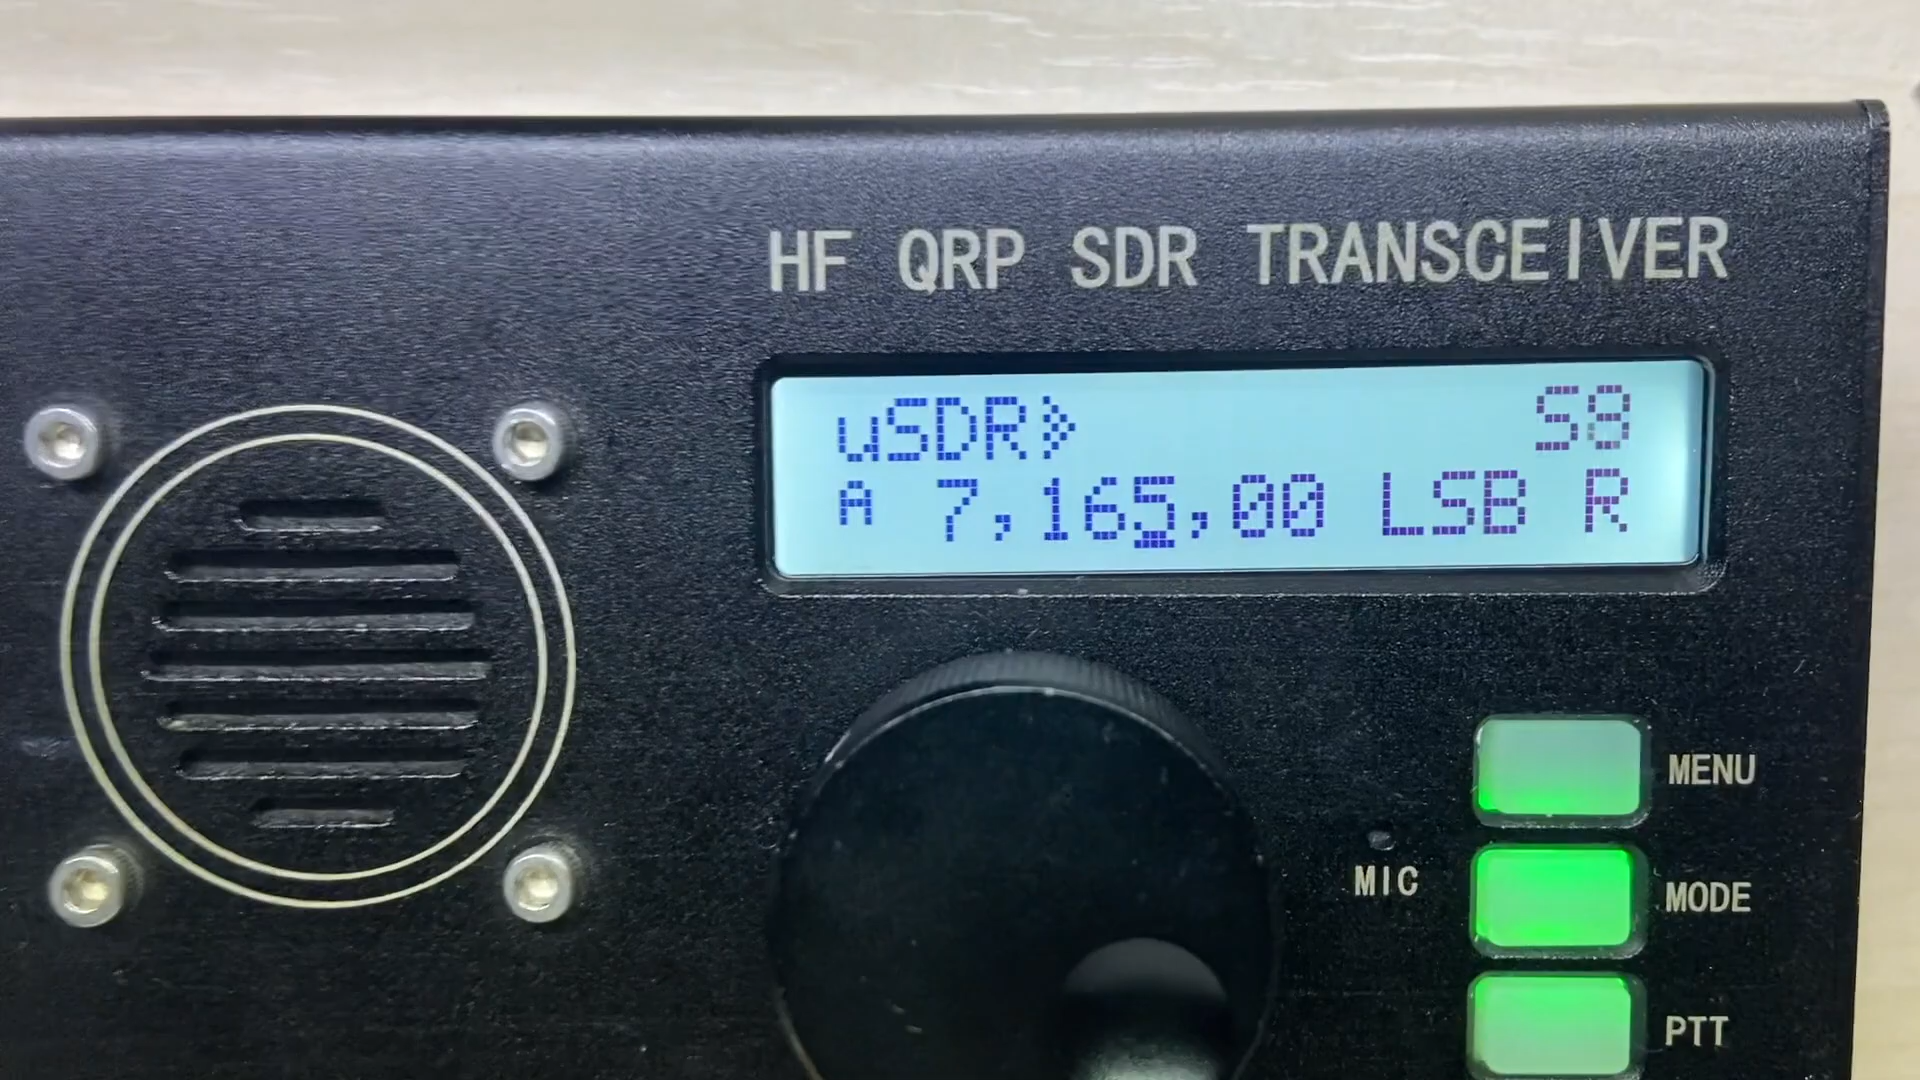 HF QRP SDR TRANSCEIVER
uSDR» S9
A 7,165,00 LSB R
MENU
MIC
MODE
PTT